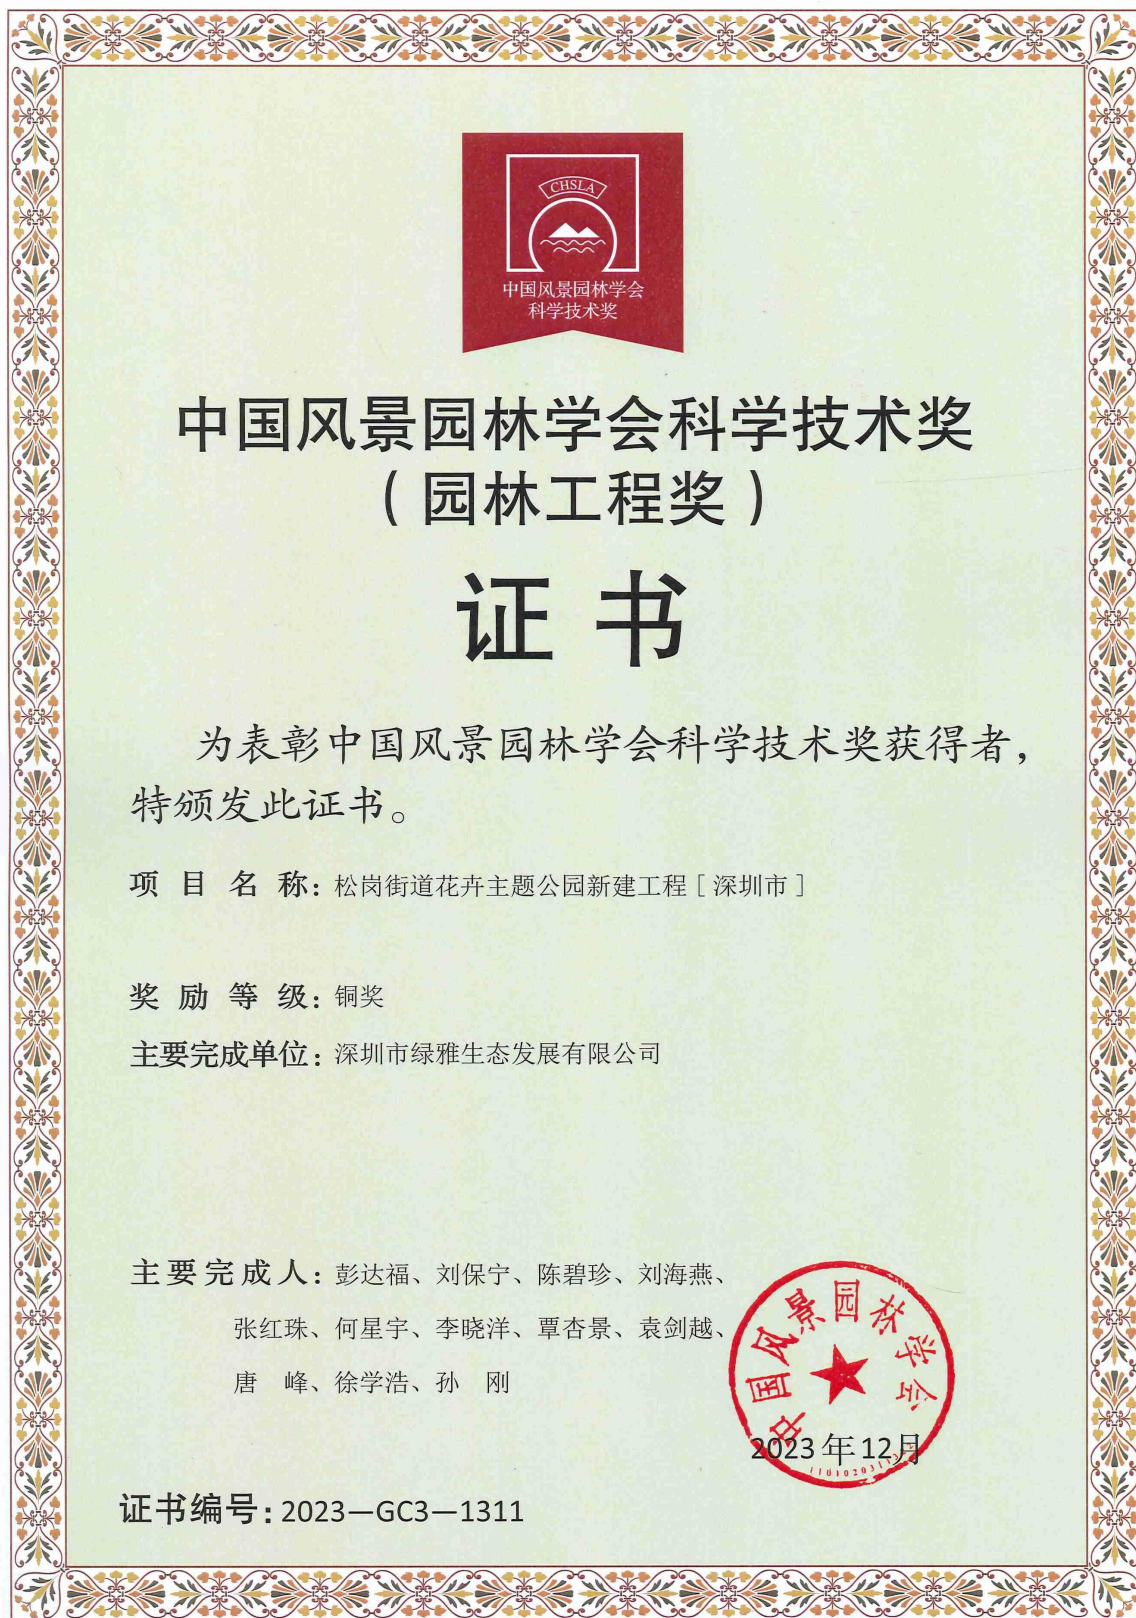 CHSLA
中国风景园林学会
科学技术奖
中国风景园林学会科学技术奖
（园林工程奖）
证书
为表彰中国风景园林学会科学技术奖获得者，
特颁发此证书。
项目名称：松岗街道花卉主题公园新建工程［深圳市］
奖励等级：铜奖
主要完成单位：深圳市绿雅生态发展有限公司
主要完成人：彭达福、刘保宁、陈碧珍、刘海燕、
张红珠、何星宇、李晓洋、覃杏景、袁剑越、
唐　峰、徐学浩、孙　刚
中国风景园林学会
2023年12月
证书编号：2023—GC3—1311